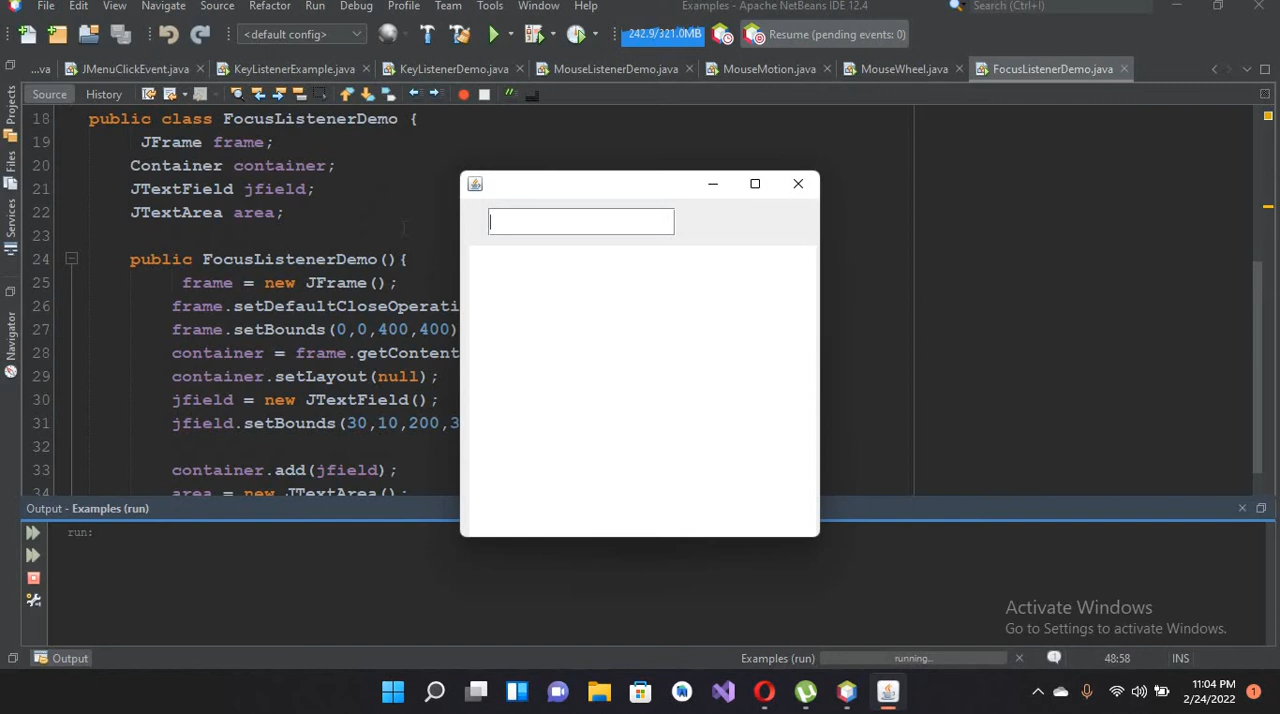 File Edit View Navigate Source Refactor Run Debug Profile Team Tools Window Help Examples - Apache NetBeans IDE 12.4 Search (Ctrl+I)
<default config> 242.9/321.0MB Resume (pending events: 0)
...va JMenuClickEvent.java KeyListenerExample.java KeyListenerDemo.java MouseListenerDemo.java MouseMotion.java MouseWheel.java FocusListenerDemo.java
Source History
Projects
Files
Services
Navigator
18 public class FocusListenerDemo {
19 JFrame frame;
20 Container container;
21 JTextField jfield;
22 JTextArea area;
23
24 public FocusListenerDemo(){
25 frame = new JFrame();
26 frame.setDefaultCloseOperati
27 frame.setBounds(0,0,400,400)
28 container = frame.getContent
29 container.setLayout(null);
30 jfield = new JTextField();
31 jfield.setBounds(30,10,200,3
32
33 container.add(jfield);
34 area = new JTextArea();
Output - Examples (run)
run:
Activate Windows
Go to Settings to activate Windows.
Output Examples (run) running... 48:58 INS
11:04 PM
2/24/2022 1